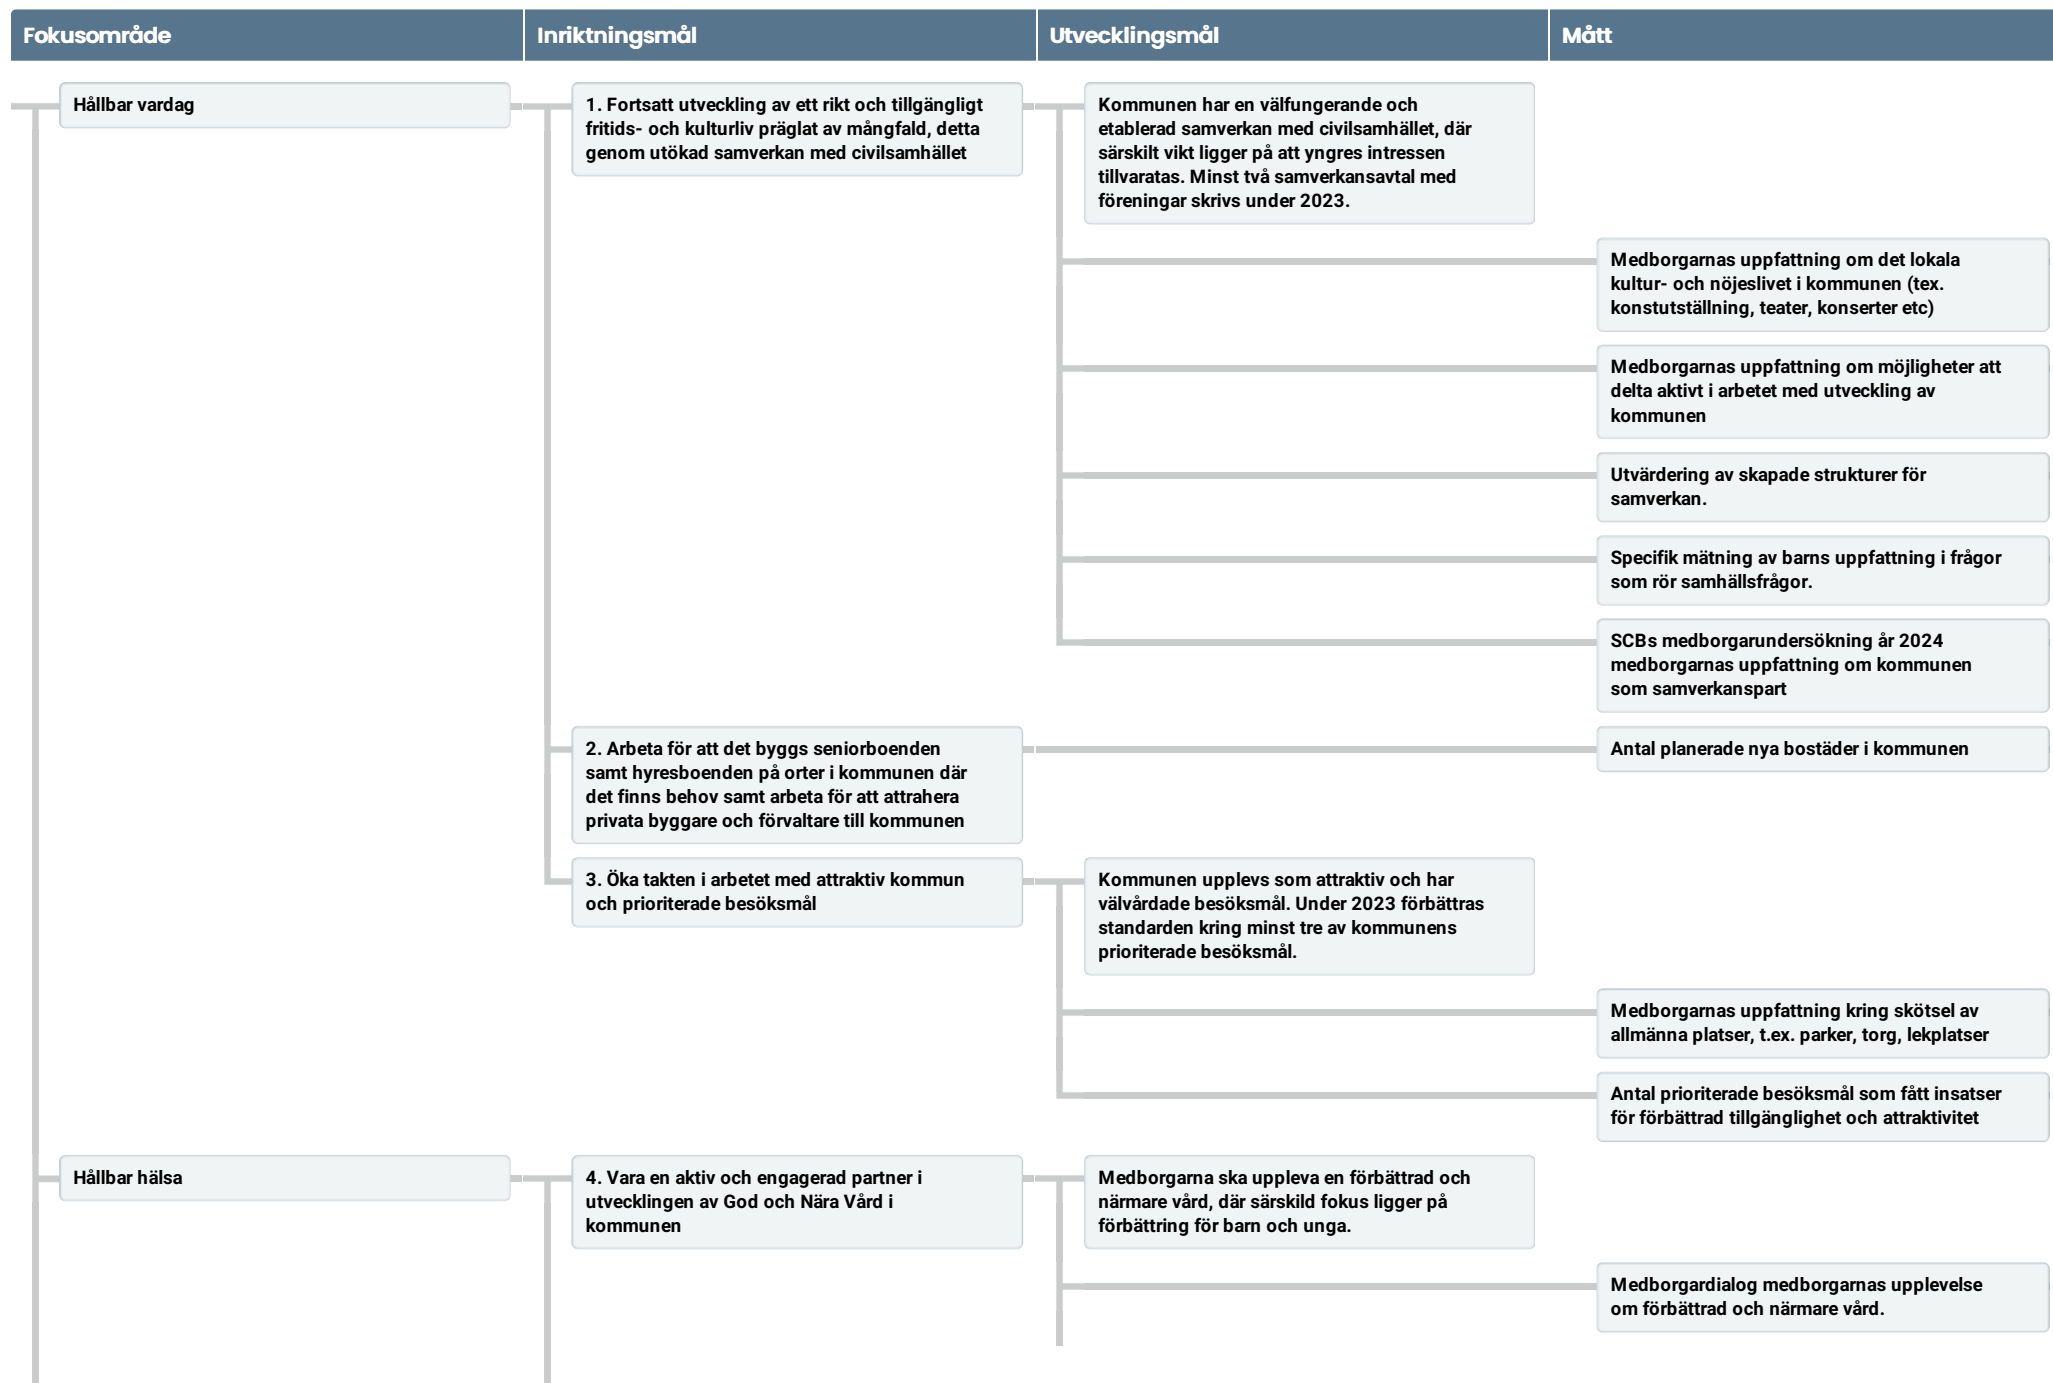 Fokusområde
Inriktningsmål
Utvecklingsmål
Mått
Hållbar vardag
1. Fortsatt utveckling av ett rikt och tillgängligt
fritids- och kulturliv präglat av mångfald, detta
genom utökad samverkan med civilsamhället
Kommunen har en välfungerande och
etablerad samverkan med civilsamhället, där
särskilt vikt ligger på att yngres intressen
tillvaratas. Minst två samverkansavtal med
föreningar skrivs under 2023.
Medborgarnas uppfattning om det lokala
kultur- och nöjeslivet i kommunen (tex.
konstutställning, teater, konserter etc)
Medborgarnas uppfattning om möjligheter att
delta aktivt i arbetet med utveckling av
kommunen
Utvärdering av skapade strukturer för
samverkan.
Specifik mätning av barns uppfattning i frågor
som rör samhällsfrågor.
SCBs medborgarundersökning år 2024
medborgarnas uppfattning om kommunen
som samverkanspart
2. Arbeta för att det byggs seniorboenden
samt hyresboenden på orter i kommunen där
det finns behov samt arbeta för att attrahera
privata byggare och förvaltare till kommunen
Antal planerade nya bostäder i kommunen
3. Öka takten i arbetet med attraktiv kommun
och prioriterade besöksmål
Kommunen upplevs som attraktiv och har
välvårdade besöksmål. Under 2023 förbättras
standarden kring minst tre av kommunens
prioriterade besöksmål.
Medborgarnas uppfattning kring skötsel av
allmänna platser, t.ex. parker, torg, lekplatser
Antal prioriterade besöksmål som fått insatser
för förbättrad tillgänglighet och attraktivitet
Hållbar hälsa
4. Vara en aktiv och engagerad partner i
utvecklingen av God och Nära Vård i
kommunen
Medborgarna ska uppleva en förbättrad och
närmare vård, där särskild fokus ligger på
förbättring för barn och unga.
Medborgardialog medborgarnas upplevelse
om förbättrad och närmare vård.